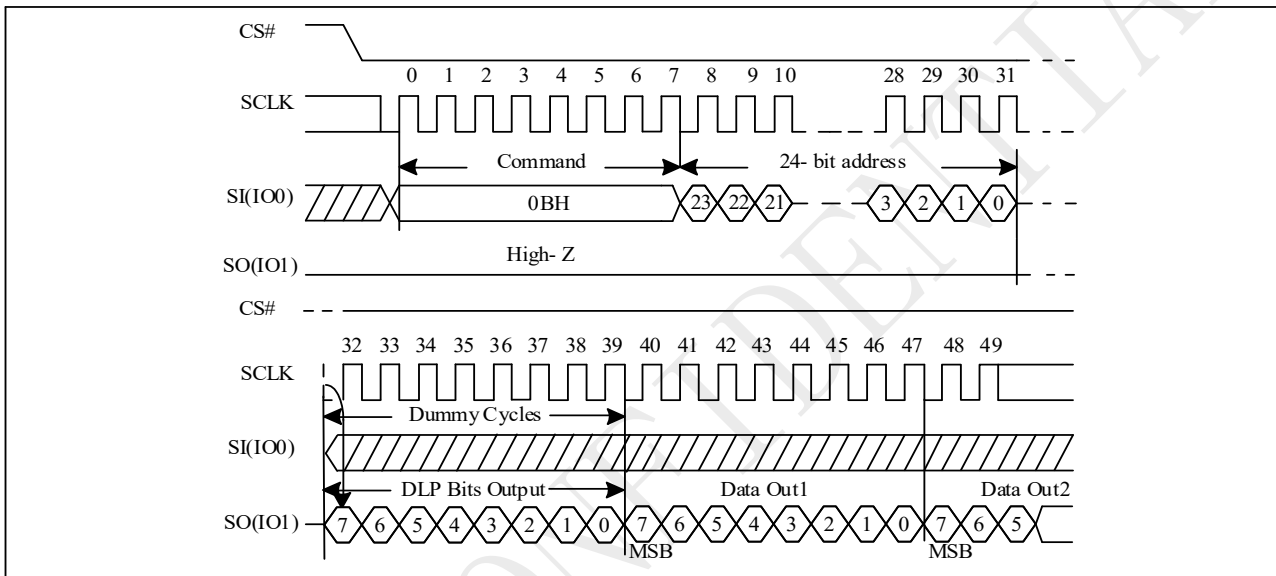 CS#
0 1 2 3 4 5 6 7 8 9 10 28 29 30 31
SCLK
Command 24- bit address
SI(IO0) 0BH 23 22 21 3 2 1 0
High- Z
SO(IO1)
CS#
32 33 34 35 36 37 38 39 40 41 42 43 44 45 46 47 48 49
SCLK
Dummy Cycles
SI(IO0)
DLP Bits Output Data Out1 Data Out2
SO(IO1) 7 6 5 4 3 2 1 0 7 6 5 4 3 2 1 0 7 6 5
MSB MSB